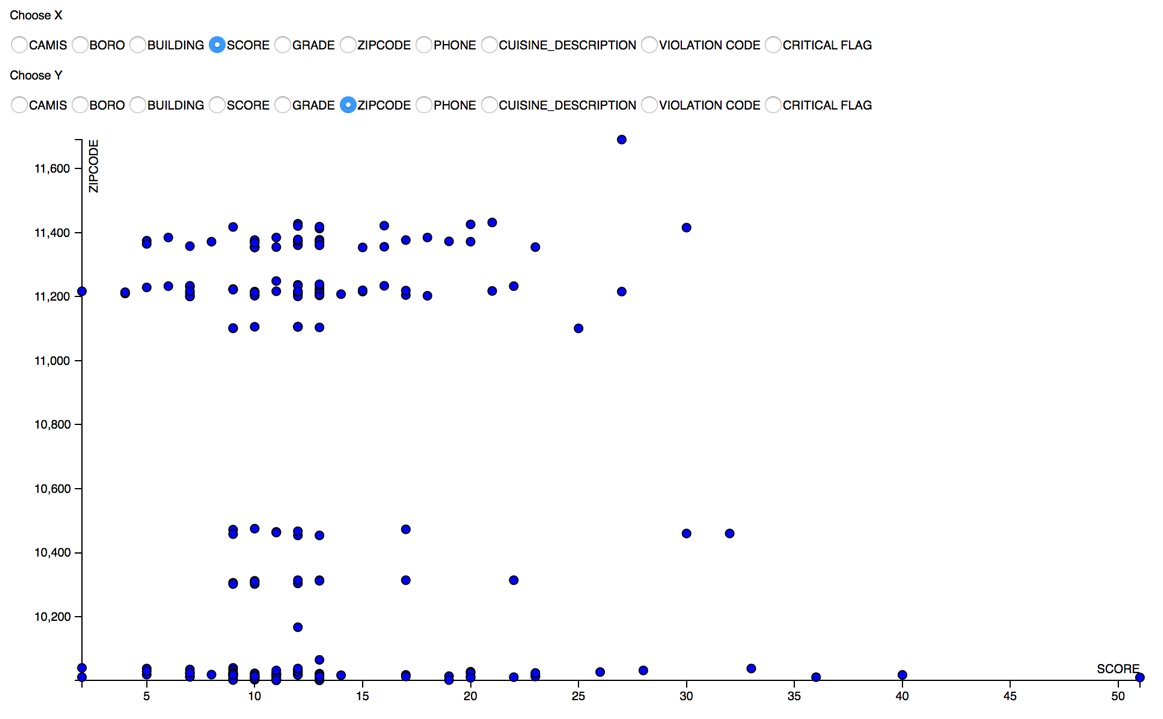 Choose X
CAMIS BORO BUILDING SCORE GRADE ZIPCODE PHONE CUISINE_DESCRIPTION VIOLATION CODE CRITICAL FLAG
Choose Y
CAMIS BORO BUILDING SCORE GRADE ZIPCODE PHONE CUISINE_DESCRIPTION VIOLATION CODE CRITICAL FLAG
ZIPCODE
11,600
11,400
11,200
11,000
10,800
10,600
10,400
10,200
SCORE
5 10 15 20 25 30 35 40 45 50